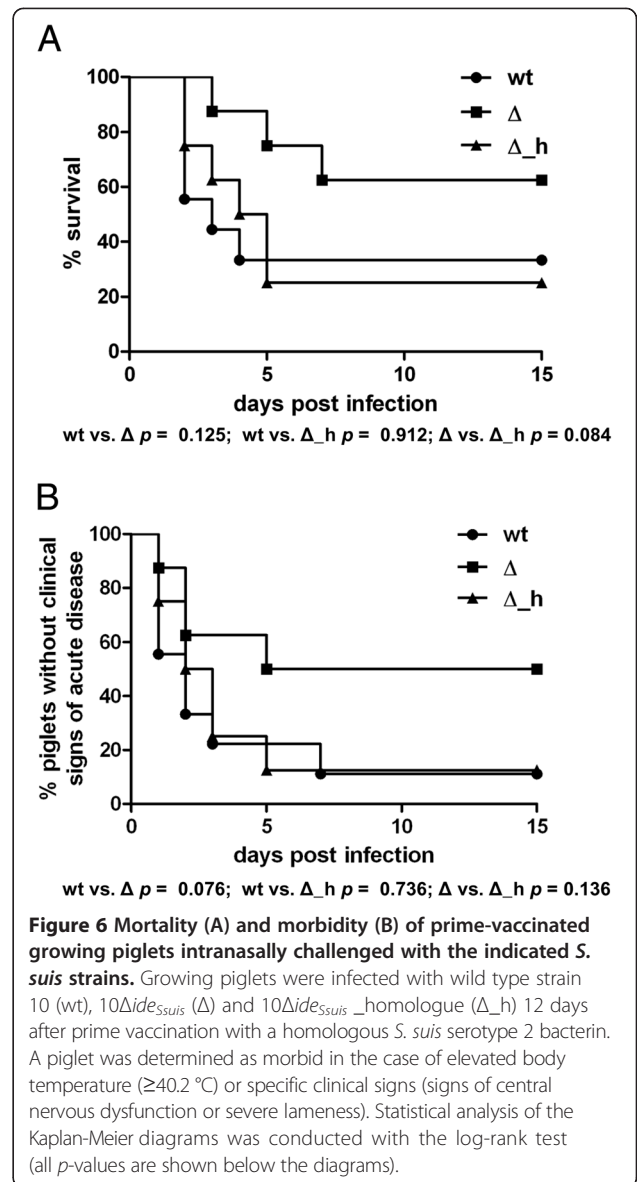 A
100
80
60
40
20
0
% survival
wt
Δ
Δ_h
0 5 10 15
days post infection
wt vs. Δ p = 0.125; wt vs. Δ_h p = 0.912; Δ vs. Δ_h p = 0.084
B
100
80
60
40
20
0
% piglets without clinical
signs of acute disease
wt
Δ
Δ_h
0 5 10 15
days post infection
wt vs. Δ p = 0.076; wt vs. Δ_h p = 0.736; Δ vs. Δ_h p = 0.136
Figure 6 Mortality (A) and morbidity (B) of prime-vaccinated
growing piglets intranasally challenged with the indicated S.
suis strains. Growing piglets were infected with wild type strain
10 (wt), 10Δide_Ssuis (Δ) and 10Δide_Ssuis _homologue (Δ_h) 12 days
after prime vaccination with a homologous S. suis serotype 2 bacterin.
A piglet was determined as morbid in the case of elevated body
temperature (≥40.2 °C) or specific clinical signs (signs of central
nervous dysfunction or severe lameness). Statistical analysis of the
Kaplan-Meier diagrams was conducted with the log-rank test
(all p-values are shown below the diagrams).